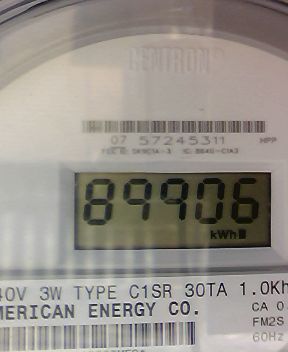 CENTRON
07 57245311
89906
kWh
40V 3W TYPE C1SR 30TA 1.0Kh
MERICAN ENERGY CO.
CA 0
FM2S
60Hz